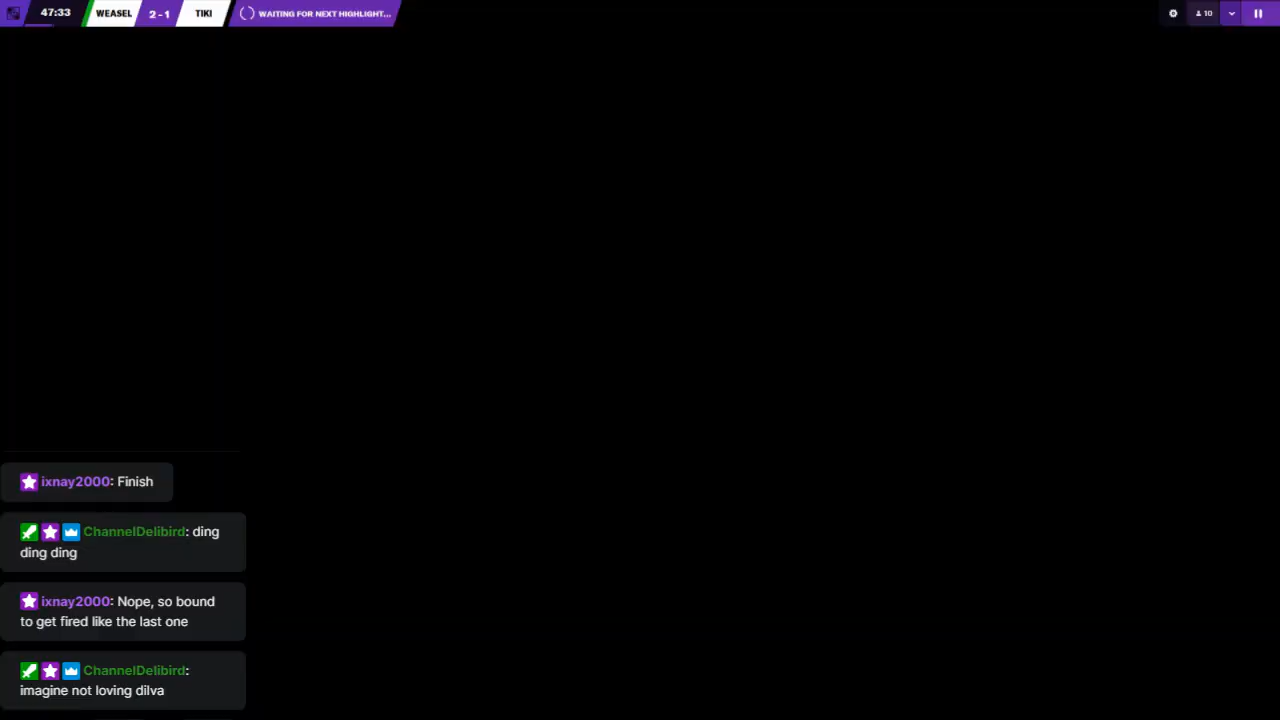 47:33 WEASEL 2 - 1 TIKI WAITING FOR NEXT HIGHLIGHT... 10
ixnay2000: Finish
ChannelDelibird: ding
ding ding
ixnay2000: Nope, so bound
to get fired like the last one
ChannelDelibird:
imagine not loving dilva